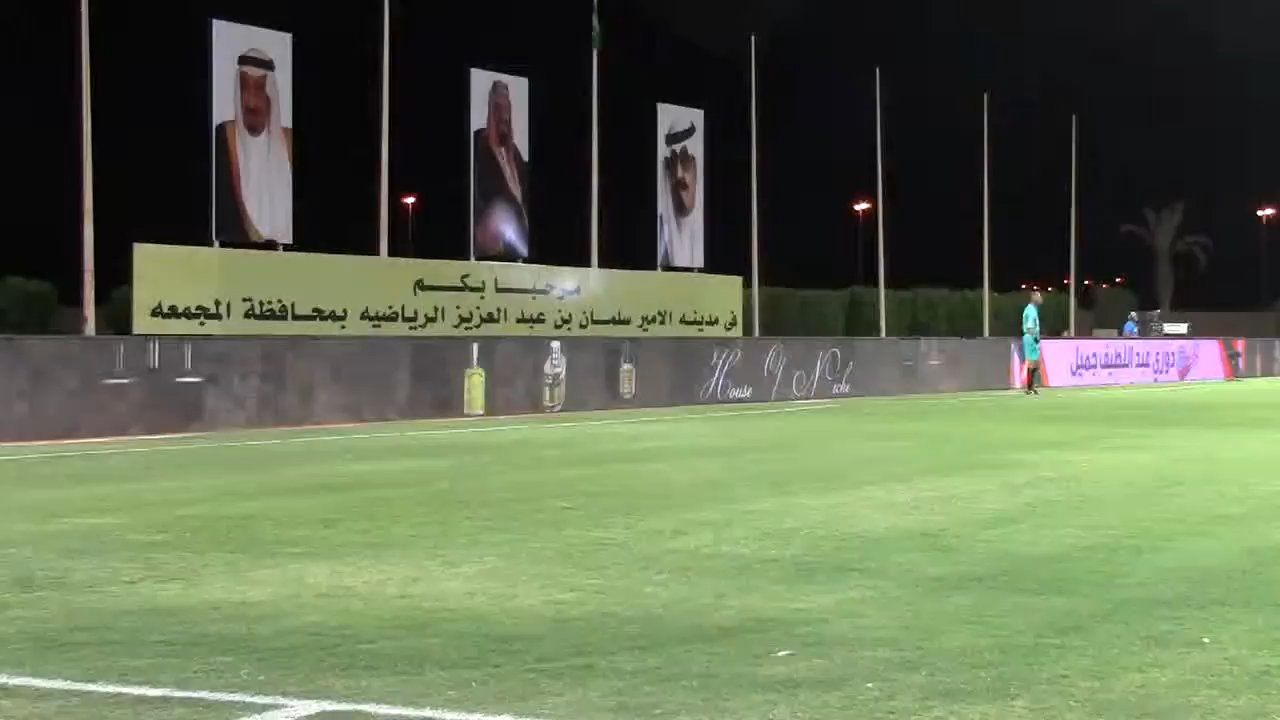 مرحبا بكم
في مدينه الامير سلمان بن عبد العزيز الرياضيه بمحافظة المجمعه
House Of Niche
دوري عبد اللطيف جميل